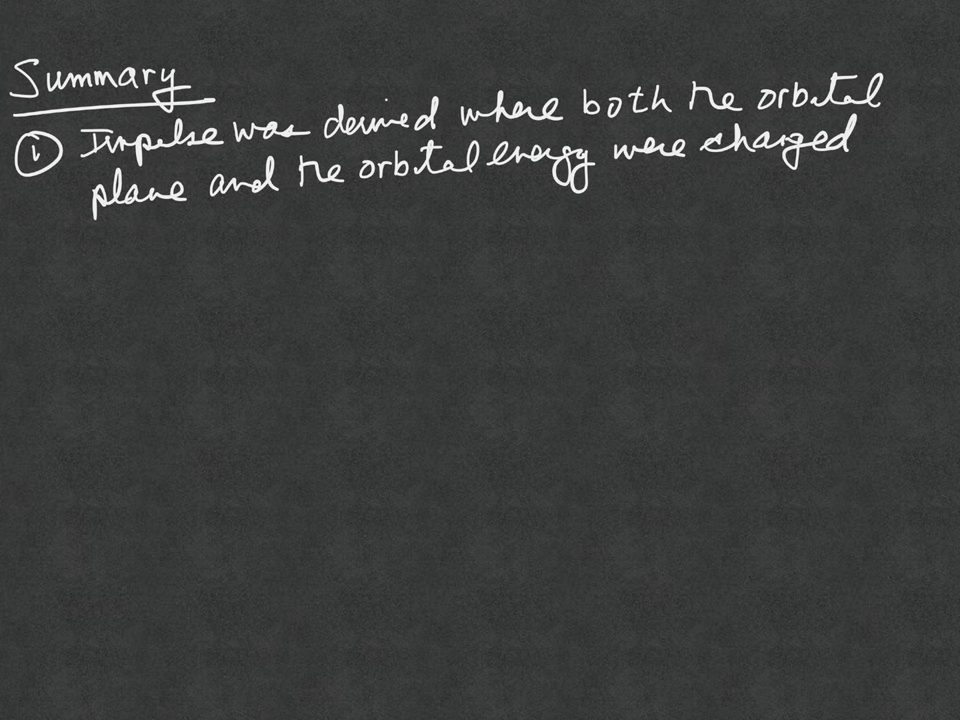 Summary
① Impulse was derived where both the orbital
plane and the orbital energy were changed